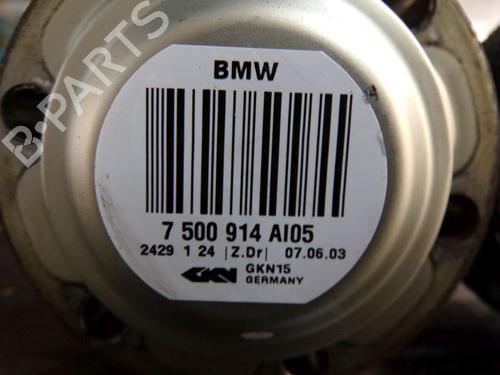 B-PARTS
BMW
7 500 914 AI05
2429 1 24 |Z.Dr| 07.06.03
GKN GKN15
GERMANY